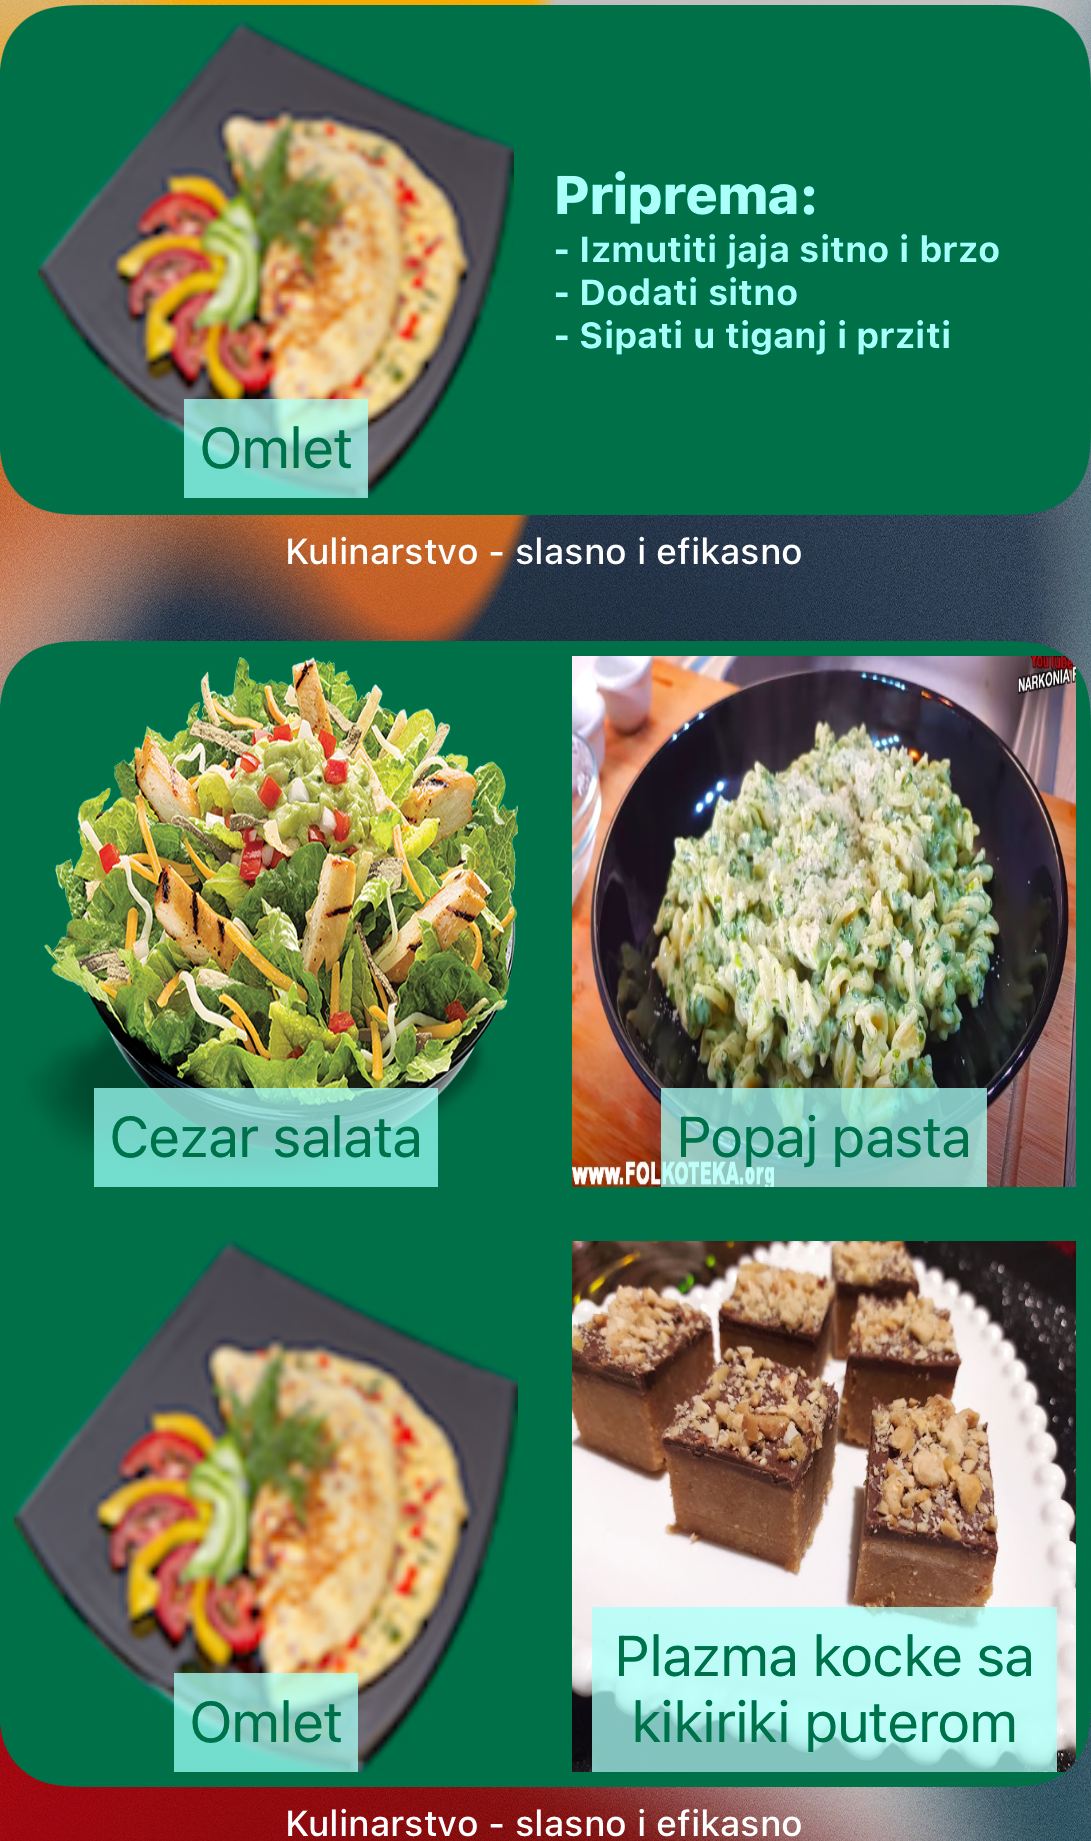 Priprema:
- Izmutiti jaja sitno i brzo
- Dodati sitno
- Sipati u tiganj i prziti
Omlet
Kulinarstvo - slasno i efikasno
YOUTUBE
NARKONIA
Cezar salata
Popaj pasta
www.FOLKOTEKA.org
Omlet
Plazma kocke sa
kikiriki puterom
Kulinarstvo - slasno i efikasno